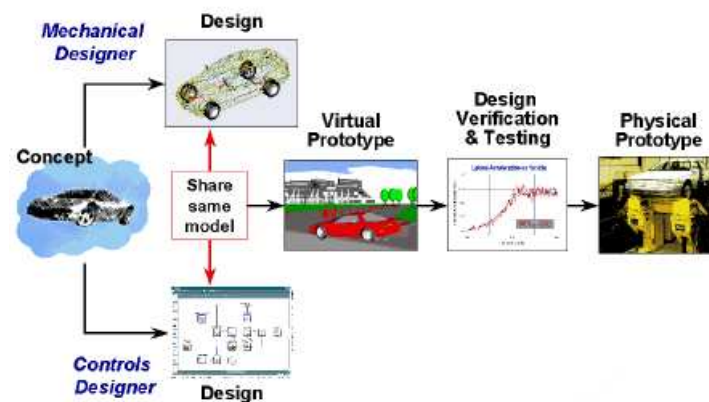 Mechanical
Designer
Design
Concept
Share
same
model
Virtual
Prototype
Design
Verification
& Testing
Physical
Prototype
Controls
Designer
Design